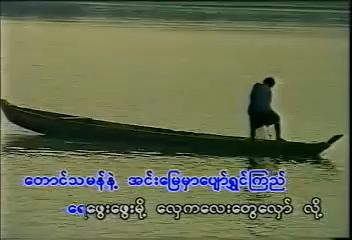 တောင်သမန်နဲ့ အင်းမြေမှာပျော်ရွှင်ကြည်
ရေဖွေးဖွေးမို့ လှေကလေးတွေလှော် လို့